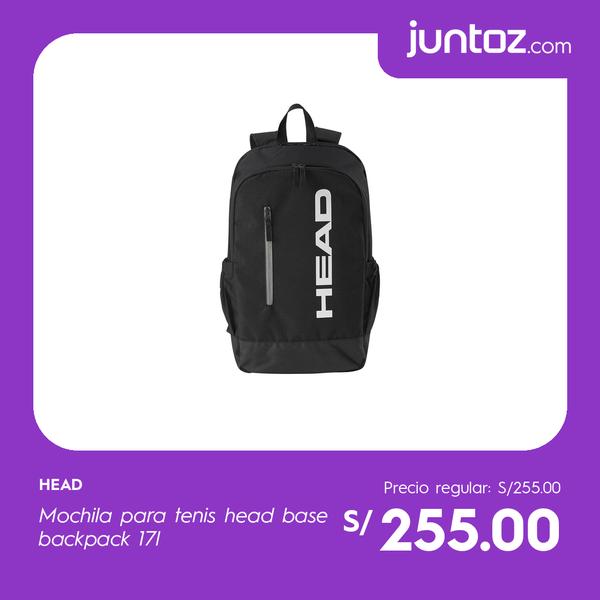 juntoz.com
HEAD
HEAD
Precio regular: S/255.00
Mochila para tenis head base
backpack 17l
S/ 255.00